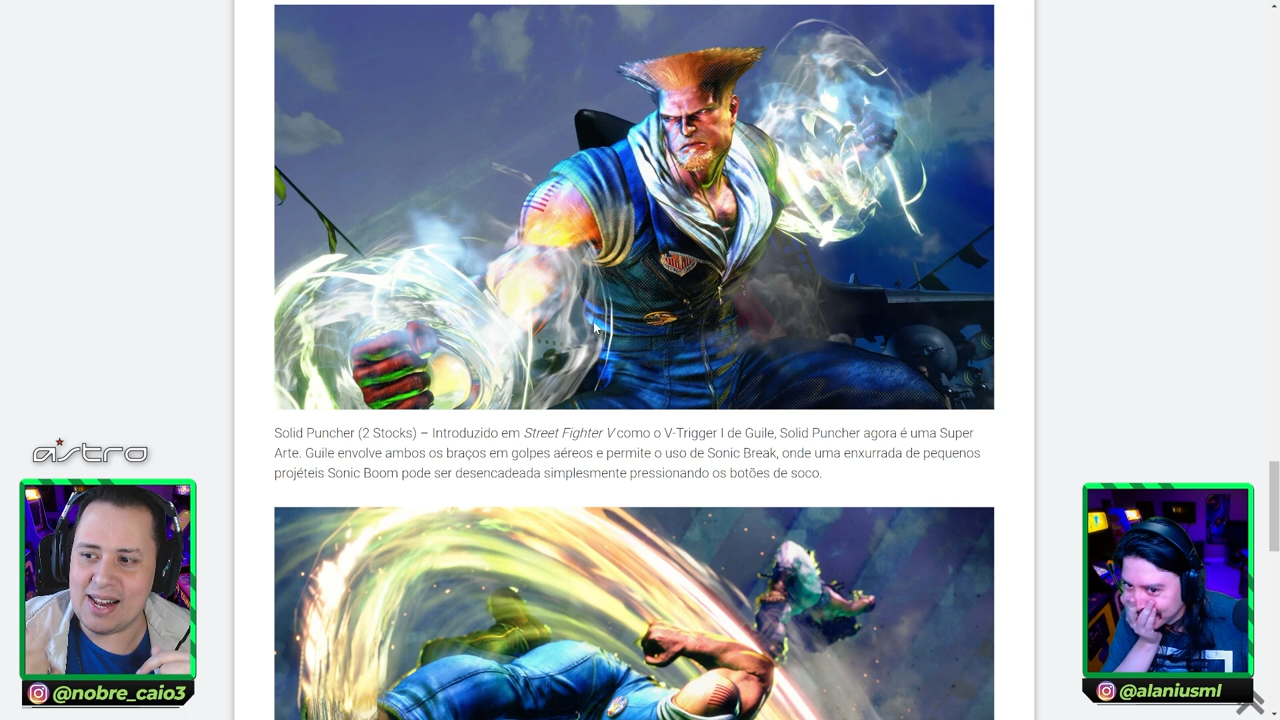 Solid Puncher (2 Stocks) – Introduzido em Street Fighter V como o V-Trigger I de Guile, Solid Puncher agora é uma Super
Arte. Guile envolve ambos os braços em golpes aéreos e permite o uso de Sonic Break, onde uma enxurrada de pequenos
projéteis Sonic Boom pode ser desencadeada simplesmente pressionando os botões de soco.
astro
@nobre_caio3
@alaniusml